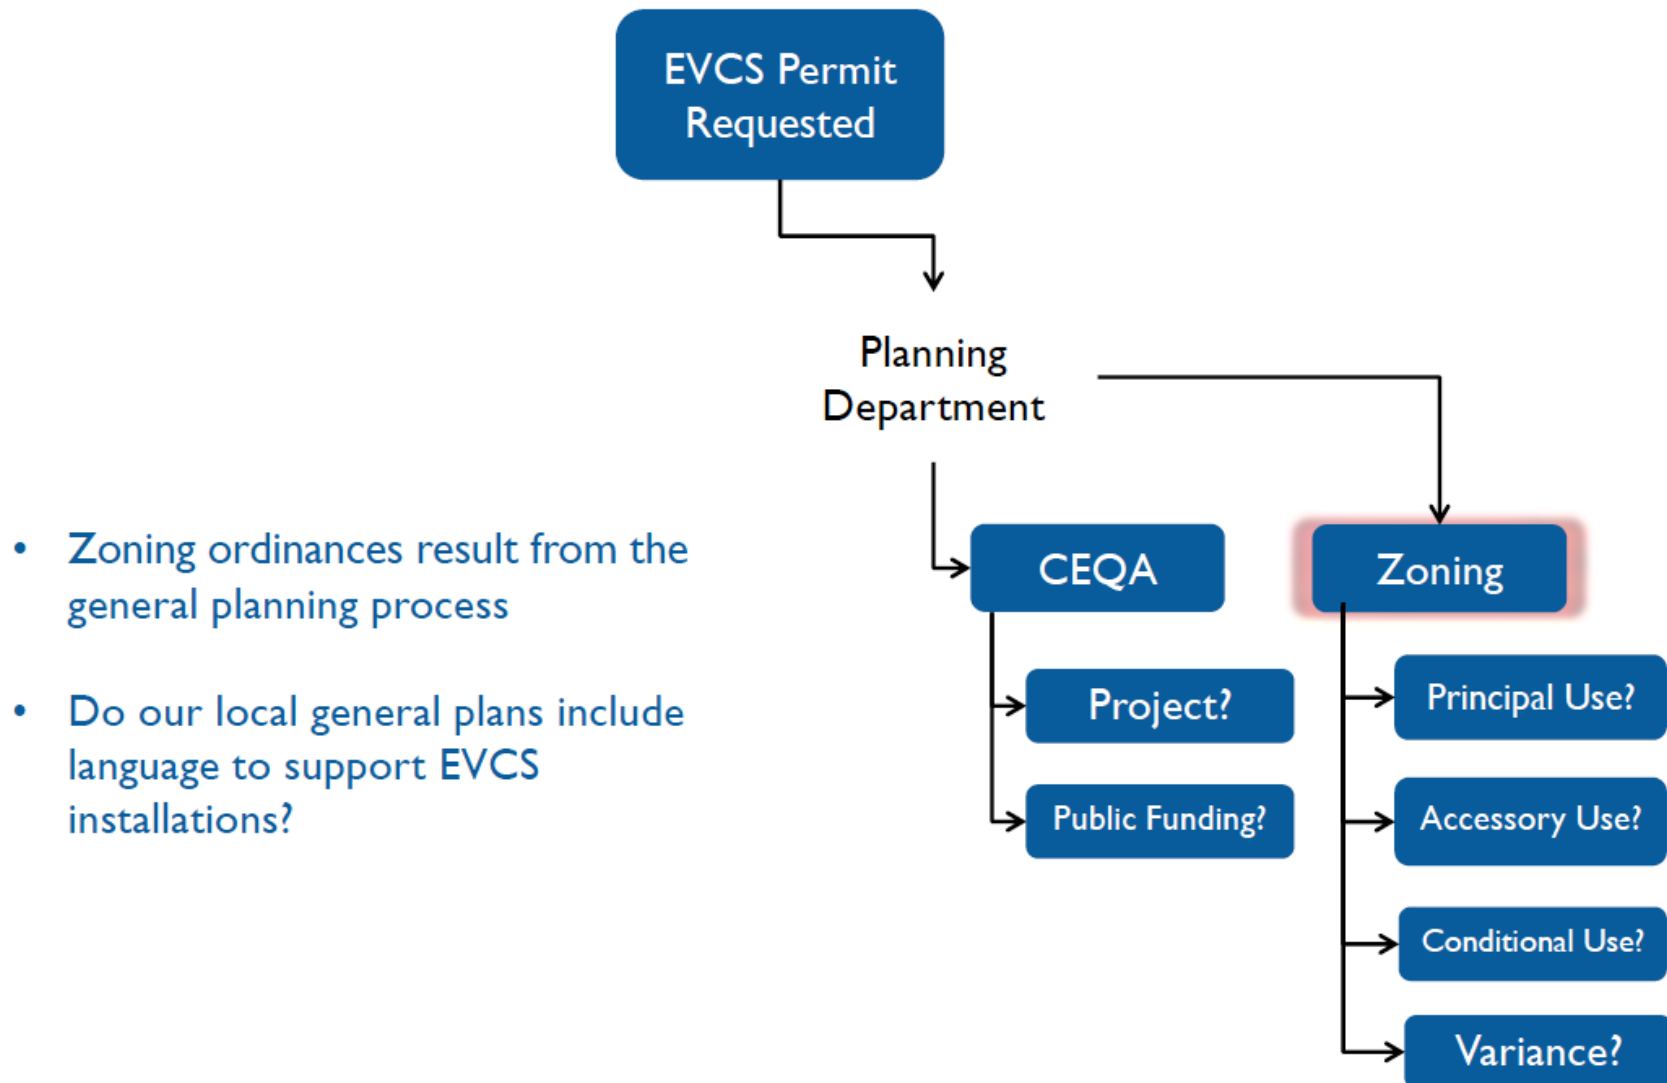 EVCS Permit
Requested
Planning
Department
• Zoning ordinances result from the
general planning process
• Do our local general plans include
language to support EVCS
installations?
CEQA
Project?
Public Funding?
Zoning
Principal Use?
Accessory Use?
Conditional Use?
Variance?